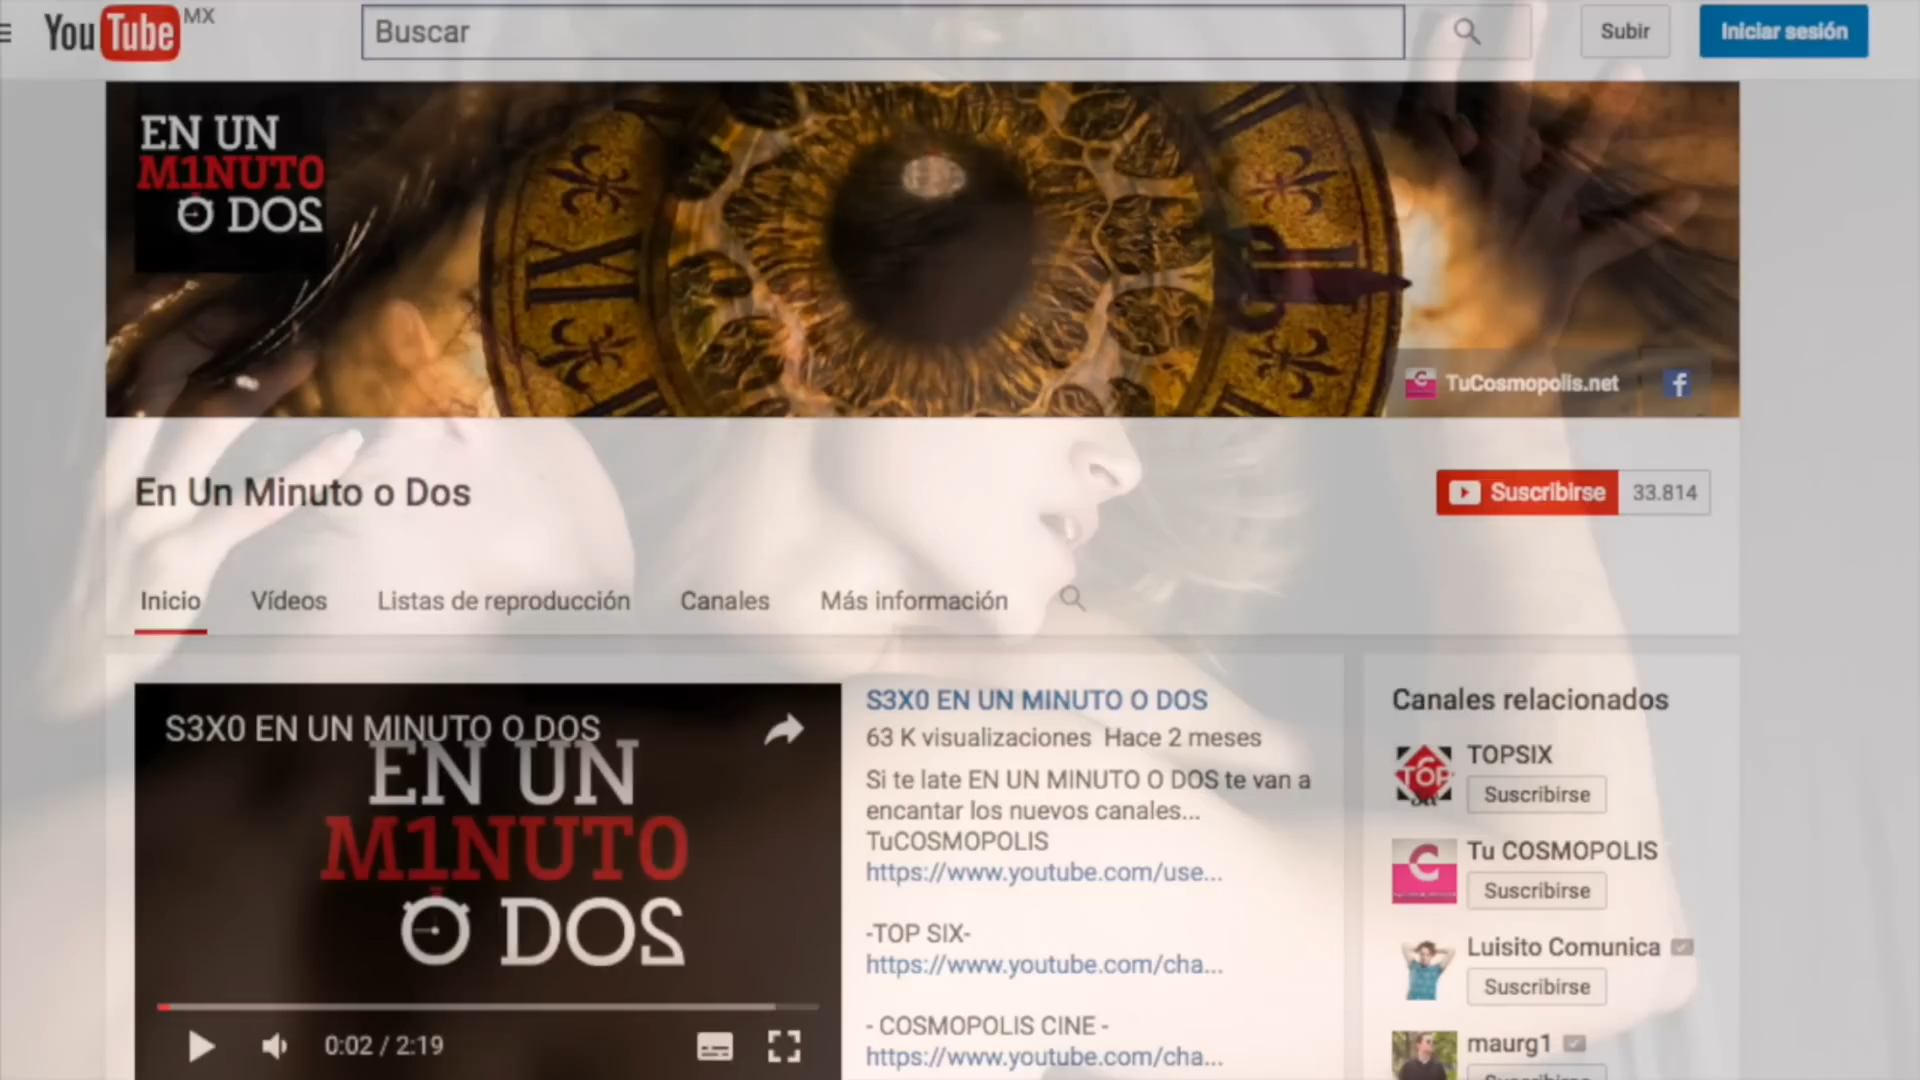 You Tube MX
Buscar
Subir
Iniciar sesión
EN UN
M1NUTO
O DOS
TuCosmopolis.net
En Un Minuto o Dos
Suscribirse 33.814
Inicio Vídeos Listas de reproducción Canales Más información
S3X0 EN UN MINUTO O DOS
EN UN
M1NUTO
O DOS
0:02 / 2:19
S3X0 EN UN MINUTO O DOS
63 K visualizaciones Hace 2 meses
Si te late EN UN MINUTO O DOS te van a
encantar los nuevos canales...
TuCOSMOPOLIS
https://www.youtube.com/use...
-TOP SIX-
https://www.youtube.com/cha...
- COSMOPOLIS CINE -
https://www.youtube.com/cha...
Canales relacionados
TOP
TOPSIX
Suscribirse
Tu COSMOPOLIS
Suscribirse
Luisito Comunica
Suscribirse
maurg1
Suscribirse